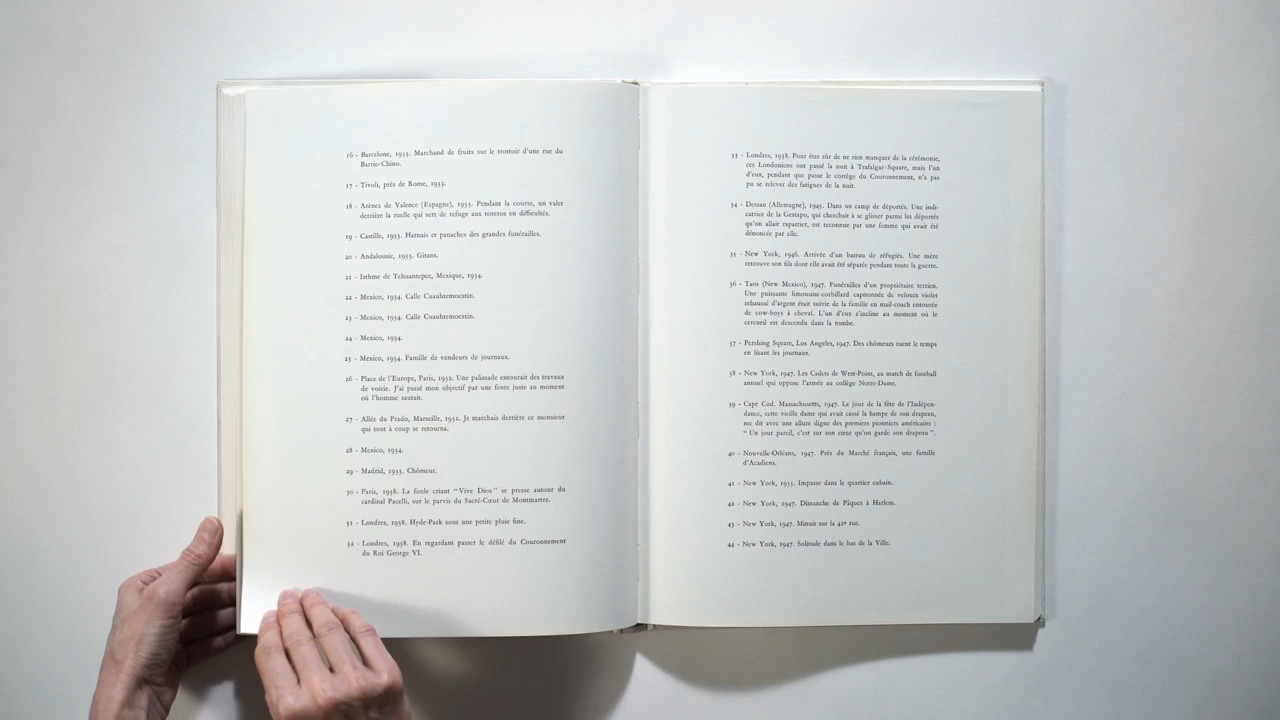 16 - Barcelone, 1933. Marchand de fruits sur le trottoir d'une rue du
Barrio-Chino.
17 - Tivoli, près de Rome, 1933.
18 - Arènes de Valence (Espagne), 1933. Pendant la course, un valet
derrière la ruelle qui sert de refuge aux toreros en difficultés.
19 - Castille, 1933. Harnais et panaches des grandes funérailles.
20 - Andalousie, 1933. Gitans.
21 - Isthme de Tehuantepec, Mexique, 1934.
22 - Mexico, 1934. Calle Cuauhtemoctzin.
23 - Mexico, 1934. Calle Cuauhtemoctzin.
24 - Mexico, 1934.
25 - Mexico, 1934. Famille de vendeurs de journaux.
26 - Place de l'Europe, Paris, 1932. Une palissade entourait des travaux
de voirie. J'ai passé mon objectif par une fente juste au moment
où l'homme sautait.
27 - Allée du Prado, Marseille, 1932. Je marchais derrière ce monsieur
qui tout à coup se retourna.
28 - Mexico, 1934.
29 - Madrid, 1933. Chômeur.
30 - Paris, 1938. La foule criant "Vive Dieu" se presse autour du
cardinal Pacelli, sur le parvis du Sacré-Cœur de Montmartre.
31 - Londres, 1938. Hyde-Park sous une petite pluie fine.
32 - Londres, 1938. En regardant passer le défilé du Couronnement
du Roi George VI.
33 - Londres, 1938. Pour être sûr de ne rien manquer de la cérémonie,
ces Londoniens ont passé la nuit à Trafalgar-Square, mais l'un
d'eux, pendant que passe le cortège du Couronnement, n'a pas
pu se relever des fatigues de la nuit.
34 - Dessau (Allemagne), 1945. Dans un camp de déportés. Une indi-
catrice de la Gestapo, qui cherchait à se glisser parmi les déportés
qu'on allait rapatrier, est reconnue par une femme qui avait été
dénoncée par elle.
35 - New York, 1946. Arrivée d'un bateau de réfugiés. Une mère
retrouve son fils dont elle avait été séparée pendant toute la guerre.
36 - Taos (New Mexico), 1947. Funérailles d'un propriétaire terrien.
Une puissante limousine-corbillard capitonnée de velours violet
rehaussé d'argent était suivie de la famille en mail-coach entourée
de cow-boys à cheval. L'un d'eux s'incline au moment où le
cercueil est descendu dans la tombe.
37 - Pershing Square, Los Angeles, 1947. Des chômeurs tuent le temps
en lisant les journaux.
38 - New York, 1947. Les Cadets de West-Point, au match de football
annuel qui oppose l'armée au collège Notre-Dame.
39 - Cape Cod. Massachusetts, 1947. Le jour de la fête de l'Indépen-
dance, cette vieille dame qui avait cassé la hampe de son drapeau,
me dit avec une allure digne des premiers pionniers américains :
" Un jour pareil, c'est sur son cœur qu'on garde son drapeau ".
40 - Nouvelle-Orléans, 1947. Près du Marché français, une famille
d'Acadiens.
41 - New York, 1935. Impasse dans le quartier cubain.
42 - New York, 1947. Dimanche de Pâques à Harlem.
43 - New York, 1947. Minuit sur la 42e rue.
44 - New York, 1947. Solitude dans le bas de la Ville.